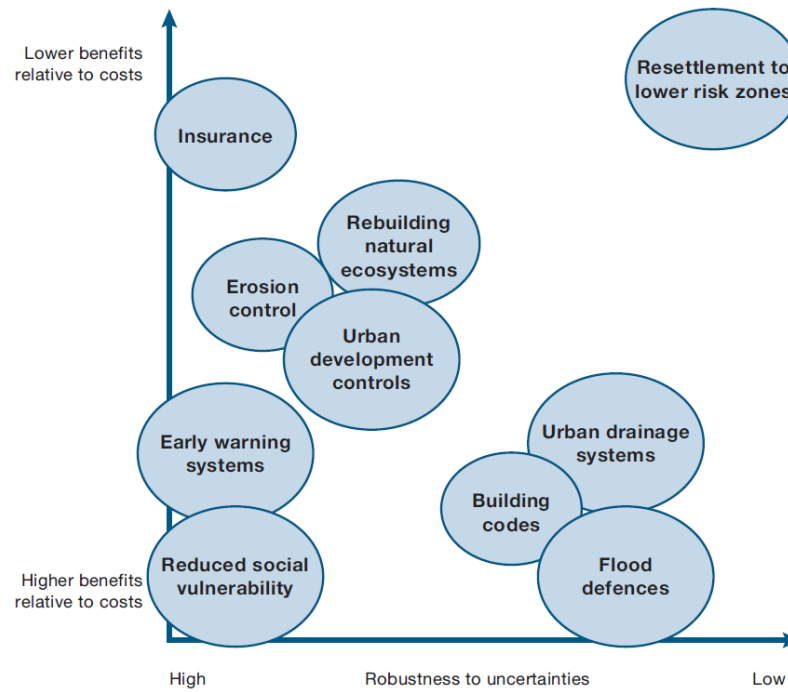 Lower benefits
relative to costs
Resettlement to
lower risk zones
Insurance
Rebuilding
natural
ecosystems
Erosion
control
Urban
development
controls
Early warning
systems
Urban drainage
systems
Building
codes
Reduced social
vulnerability
Flood
defences
Higher benefits
relative to costs
High
Robustness to uncertainties
Low